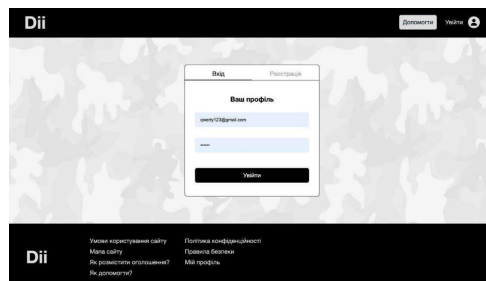 Dii
Допомогти Увійти
Вхід Реєстрація
Ваш профіль
qwerty123@gmail.com
Увійти
Умови користування сайту Політика конфіденційності
Мапа сайту Правила безпеки
Як розмістити оголошення? Мій профіль
Як допомогти?
Dii